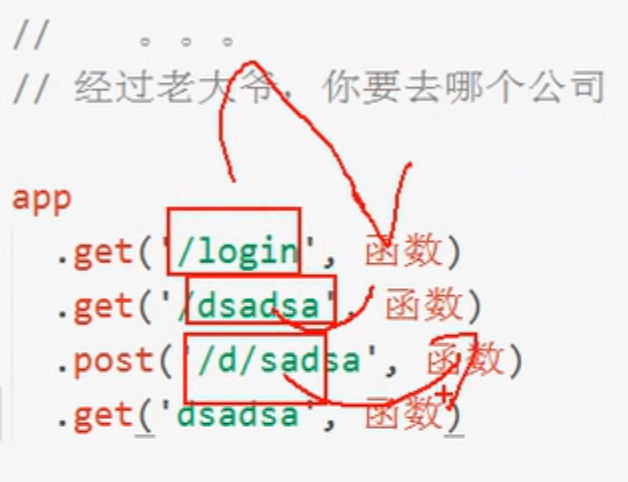 // 。。。
// 经过老大爷，你要去哪个公司
app
.get('/login', 函数)
.get('/dsadsa', 函数)
.post('/d/sadsa', 函数)
.get('dsadsa', 函数)